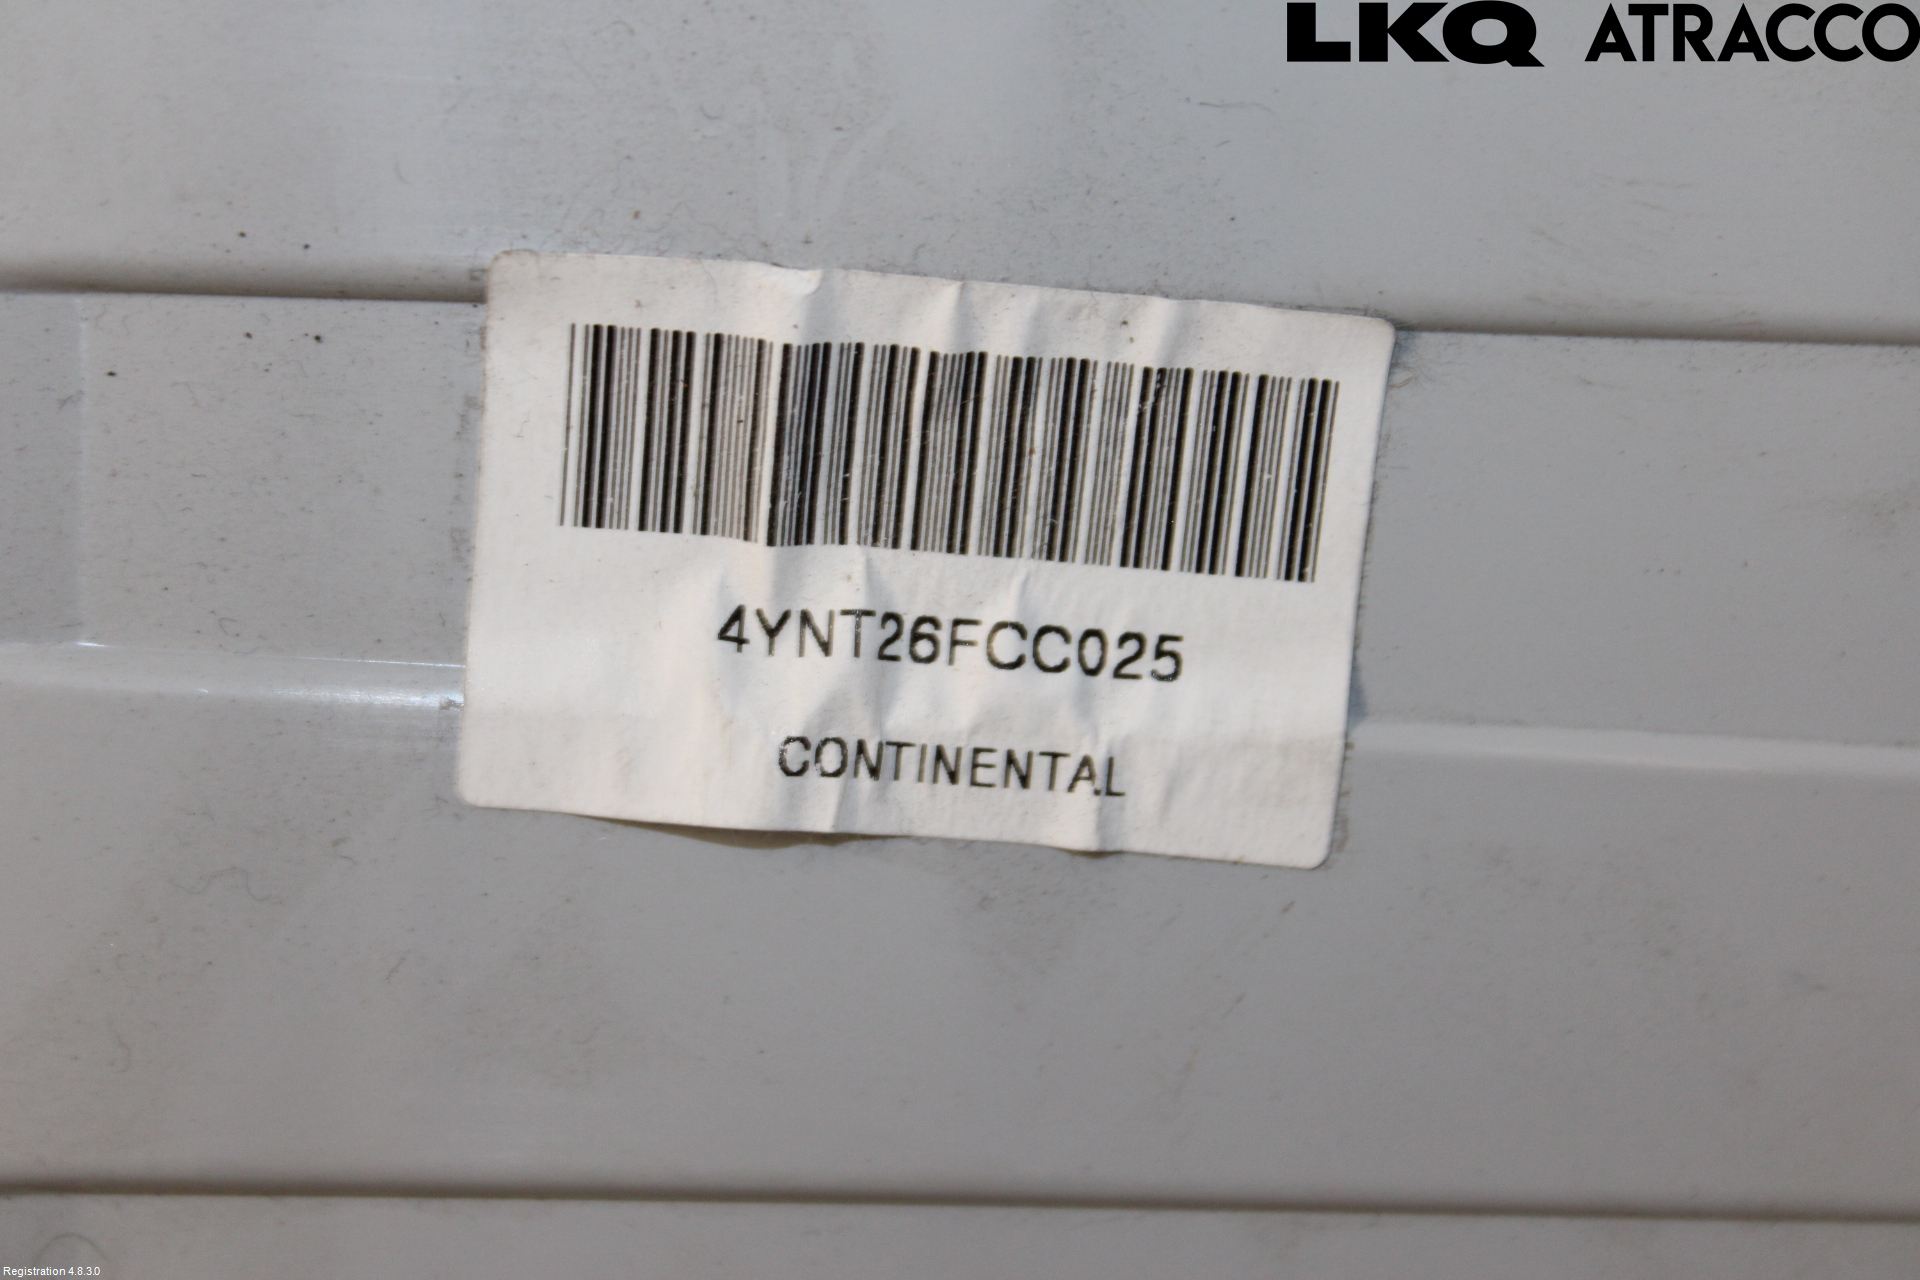 LKQ ATRACCO
4YNT26FCC025
CONTINENTAL
Registration 4.8.3.0